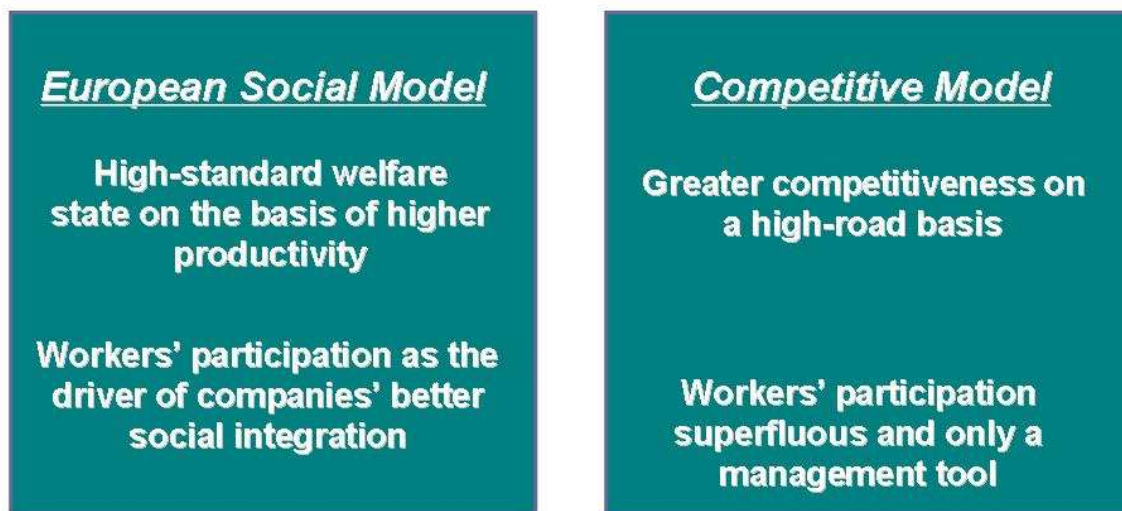 European Social Model
High-standard welfare
state on the basis of higher
productivity
Workers’ participation as the
driver of companies’ better
social integration
Competitive Model
Greater competitiveness on
a high-road basis
Workers’ participation
superfluous and only a
management tool